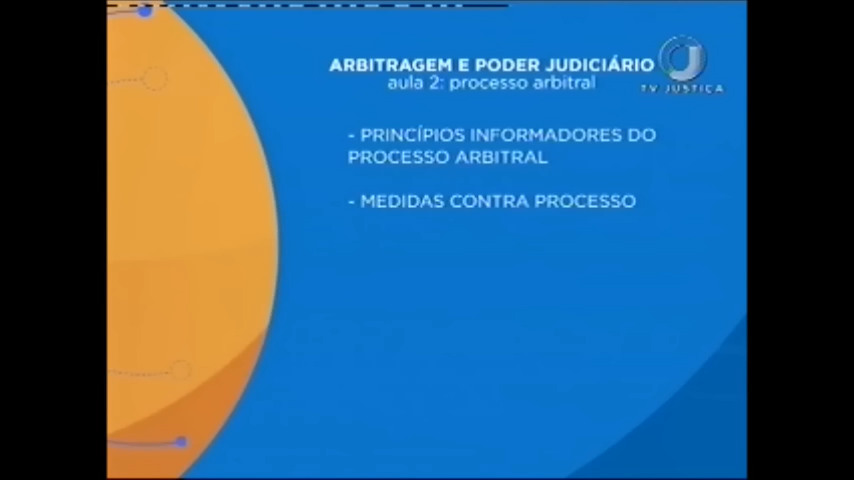 ARBITRAGEM E PODER JUDICIÁRIO
aula 2: processo arbitral
TV JUSTIÇA
- PRINCÍPIOS INFORMADORES DO
PROCESSO ARBITRAL
- MEDIDAS CONTRA PROCESSO